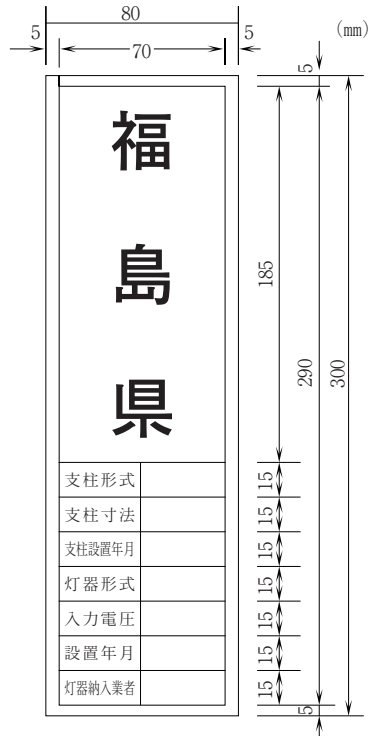 80
5
70
5
(mm)
5
福
島
県
185
290
300
支柱形式
15
支柱寸法
15
支柱設置年月
15
灯器形式
15
入力電圧
15
設置年月
15
灯器納入業者
15
5